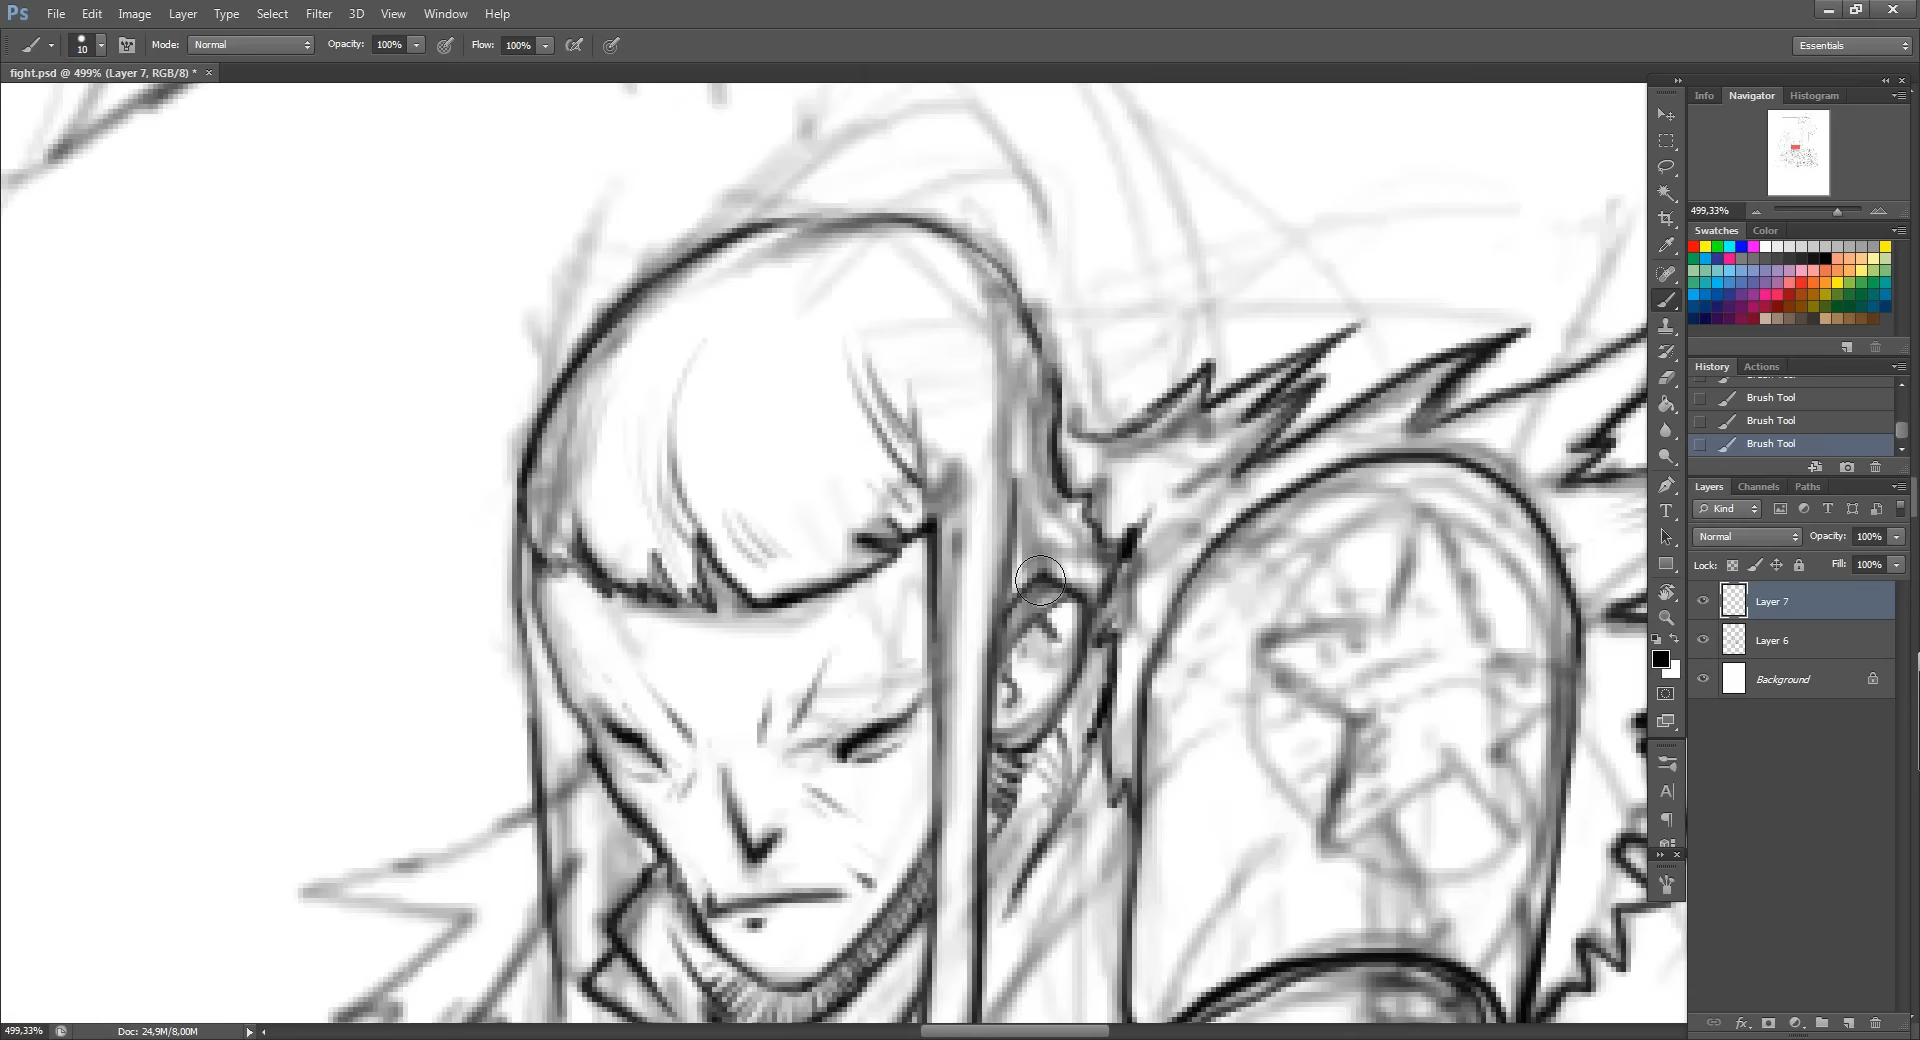 Ps File Edit Image Layer Type Select Filter 3D View Window Help
10 Mode: Normal Opacity: 100% Flow: 100% Essentials
fight.psd @ 499% (Layer 7, RGB/8) * ×
Info Navigator Histogram
499,33%
Swatches Color
History Actions
Brush Tool
Brush Tool
Brush Tool
Layers Channels Paths
Kind
Normal Opacity: 100%
Lock: Fill: 100%
Layer 7
Layer 6
Background
499,33% Doc: 24,9M/8,00M